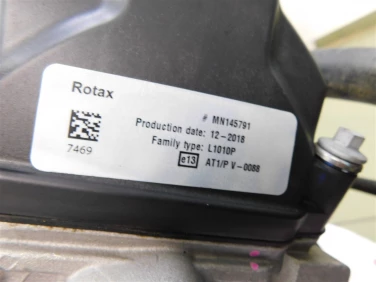 Rotax
# MN145791
Production date: 12-2018
Family type: L1010P
7469
e13 AT1/P V-0088